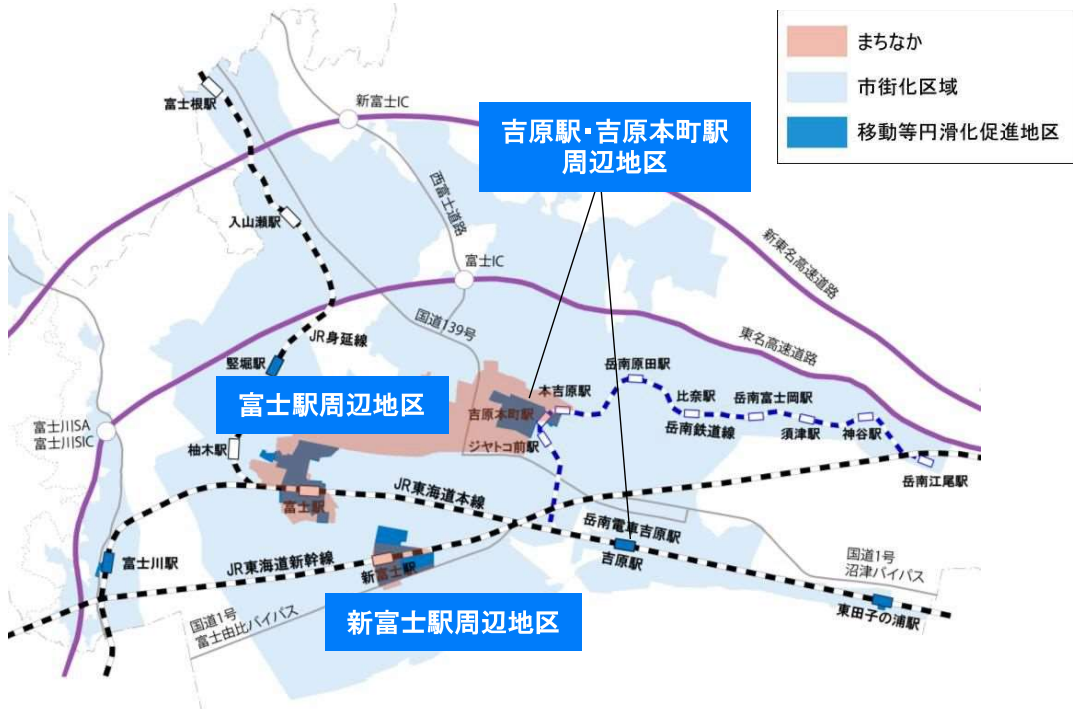 まちなか
市街化区域
移動等円滑化促進地区
富士根駅
新富士IC
吉原駅・吉原本町駅
周辺地区
入山瀬駅
西富士道路
新東名高速道路
富士IC
国道139号
JR身延線
東名高速道路
竪堀駅
岳南原田駅
富士駅周辺地区
本吉原駅
比奈駅
岳南富士岡駅
吉原本町駅
岳南鉄道線
須津駅
神谷駅
富士川SA
富士川SIC
柚木駅
ジヤトコ前駅
岳南江尾駅
JR東海道本線
富士駅
岳南電車吉原駅
富士川駅
JR東海道新幹線
新富士駅
吉原駅
国道1号
沼津バイパス
国道1号
富士由比バイパス
新富士駅周辺地区
東田子の浦駅